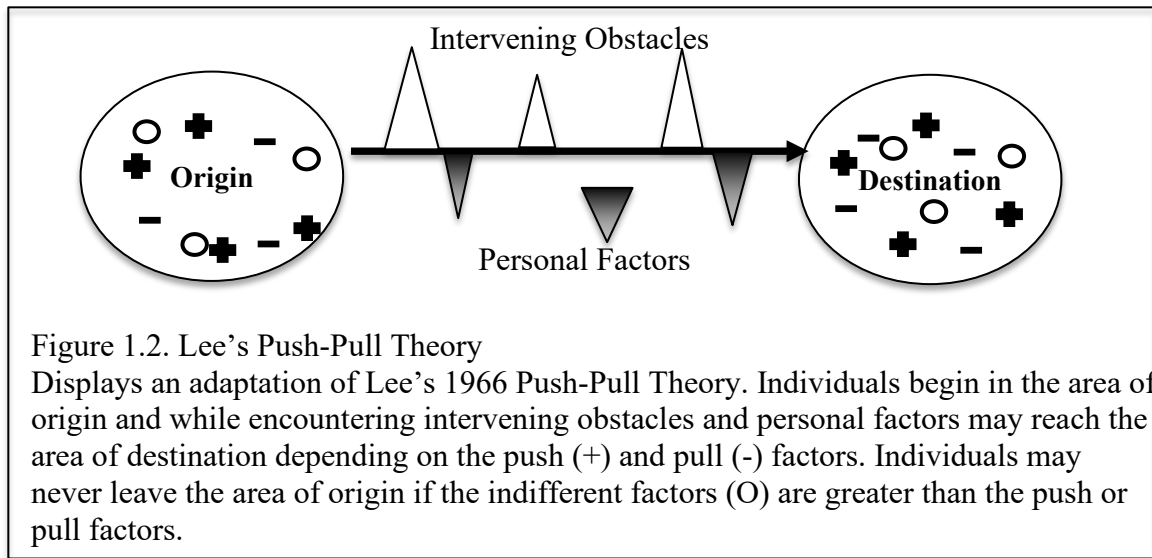 Intervening Obstacles
Origin
Destination
Personal Factors
Figure 1.2. Lee’s Push-Pull Theory
Displays an adaptation of Lee’s 1966 Push-Pull Theory. Individuals begin in the area of
origin and while encountering intervening obstacles and personal factors may reach the
area of destination depending on the push (+) and pull (-) factors. Individuals may
never leave the area of origin if the indifferent factors (O) are greater than the push or
pull factors.